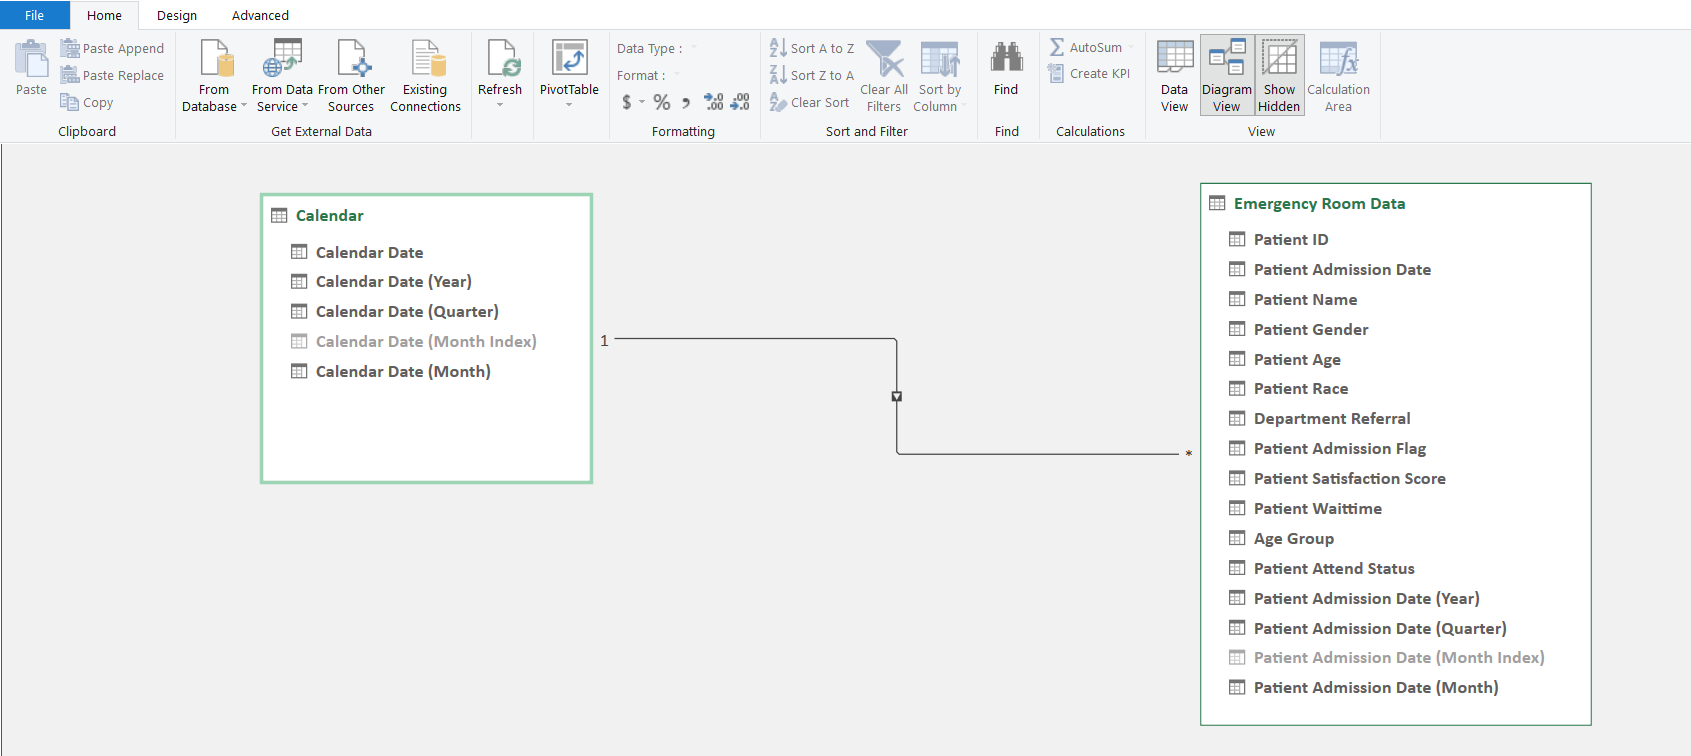 File Home Design Advanced
Paste
Paste Append
Paste Replace
Copy
Clipboard
From Database
From Data Service
From Other Sources
Existing Connections
Get External Data
Refresh
PivotTable
Data Type :
Format :
$ % ,
.00 .00
→.0
Formatting
Sort A to Z
Sort Z to A
Clear Sort
Clear All Filters
Sort by Column
Sort and Filter
Find
Find
AutoSum
Create KPI
Calculations
Data View
Diagram View
Show Hidden
Calculation Area
View
Calendar
Calendar Date
Calendar Date (Year)
Calendar Date (Quarter)
Calendar Date (Month Index)
Calendar Date (Month)
1
*
Emergency Room Data
Patient ID
Patient Admission Date
Patient Name
Patient Gender
Patient Age
Patient Race
Department Referral
Patient Admission Flag
Patient Satisfaction Score
Patient Waittime
Age Group
Patient Attend Status
Patient Admission Date (Year)
Patient Admission Date (Quarter)
Patient Admission Date (Month Index)
Patient Admission Date (Month)